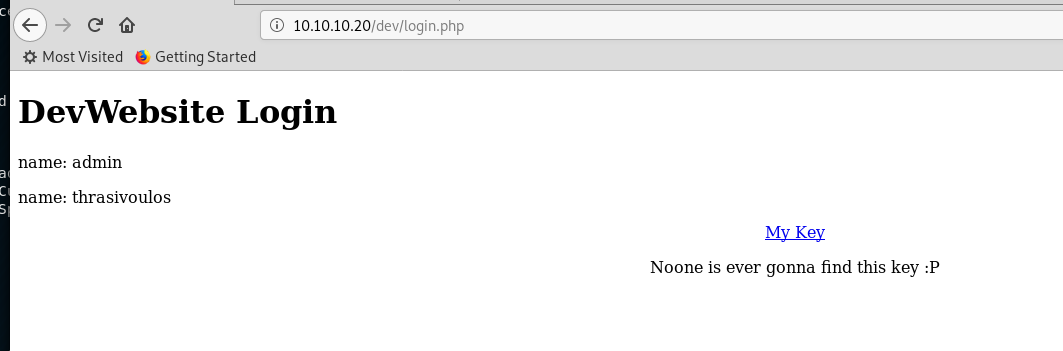 10.10.10.20/dev/login.php
Most Visited Getting Started
DevWebsite Login
name: admin
name: thrasivoulos
My Key
Noone is ever gonna find this key :P